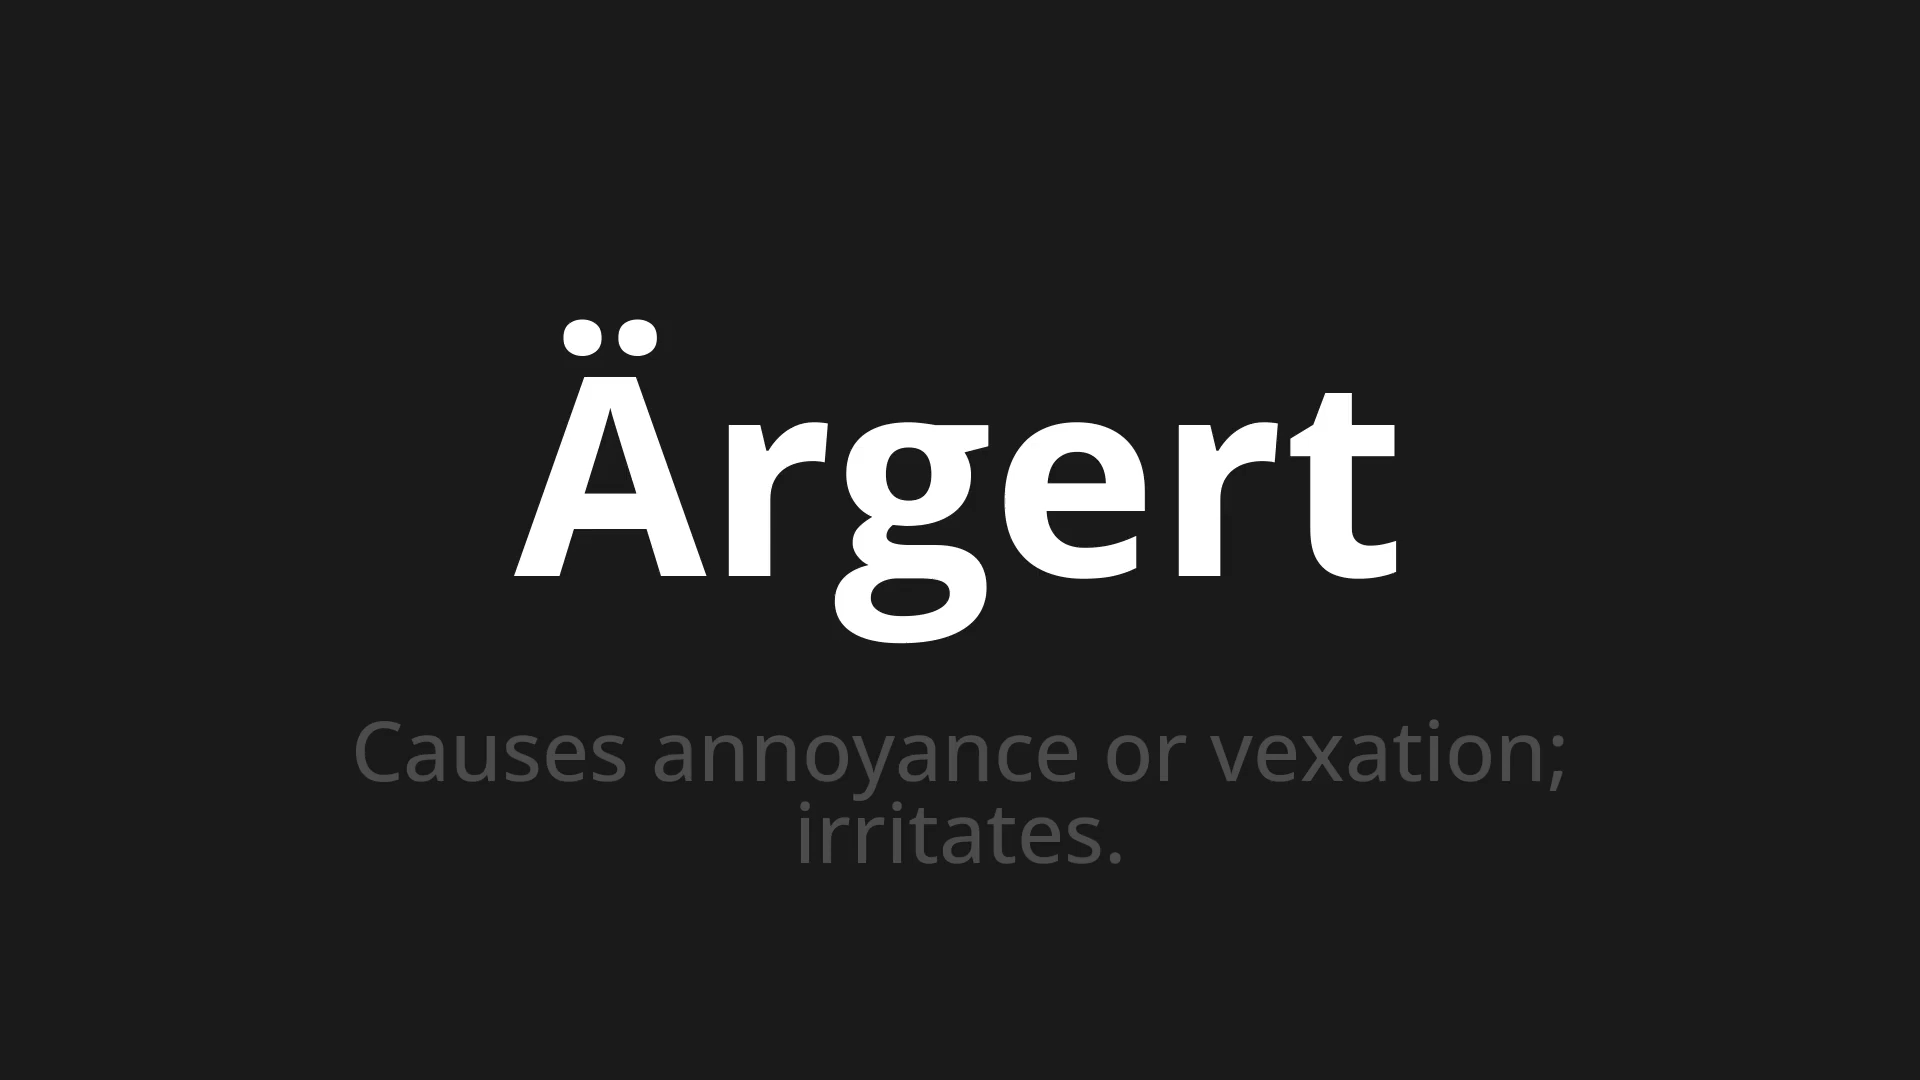 Ärgert
Causes annoyance or vexation;
irritates.